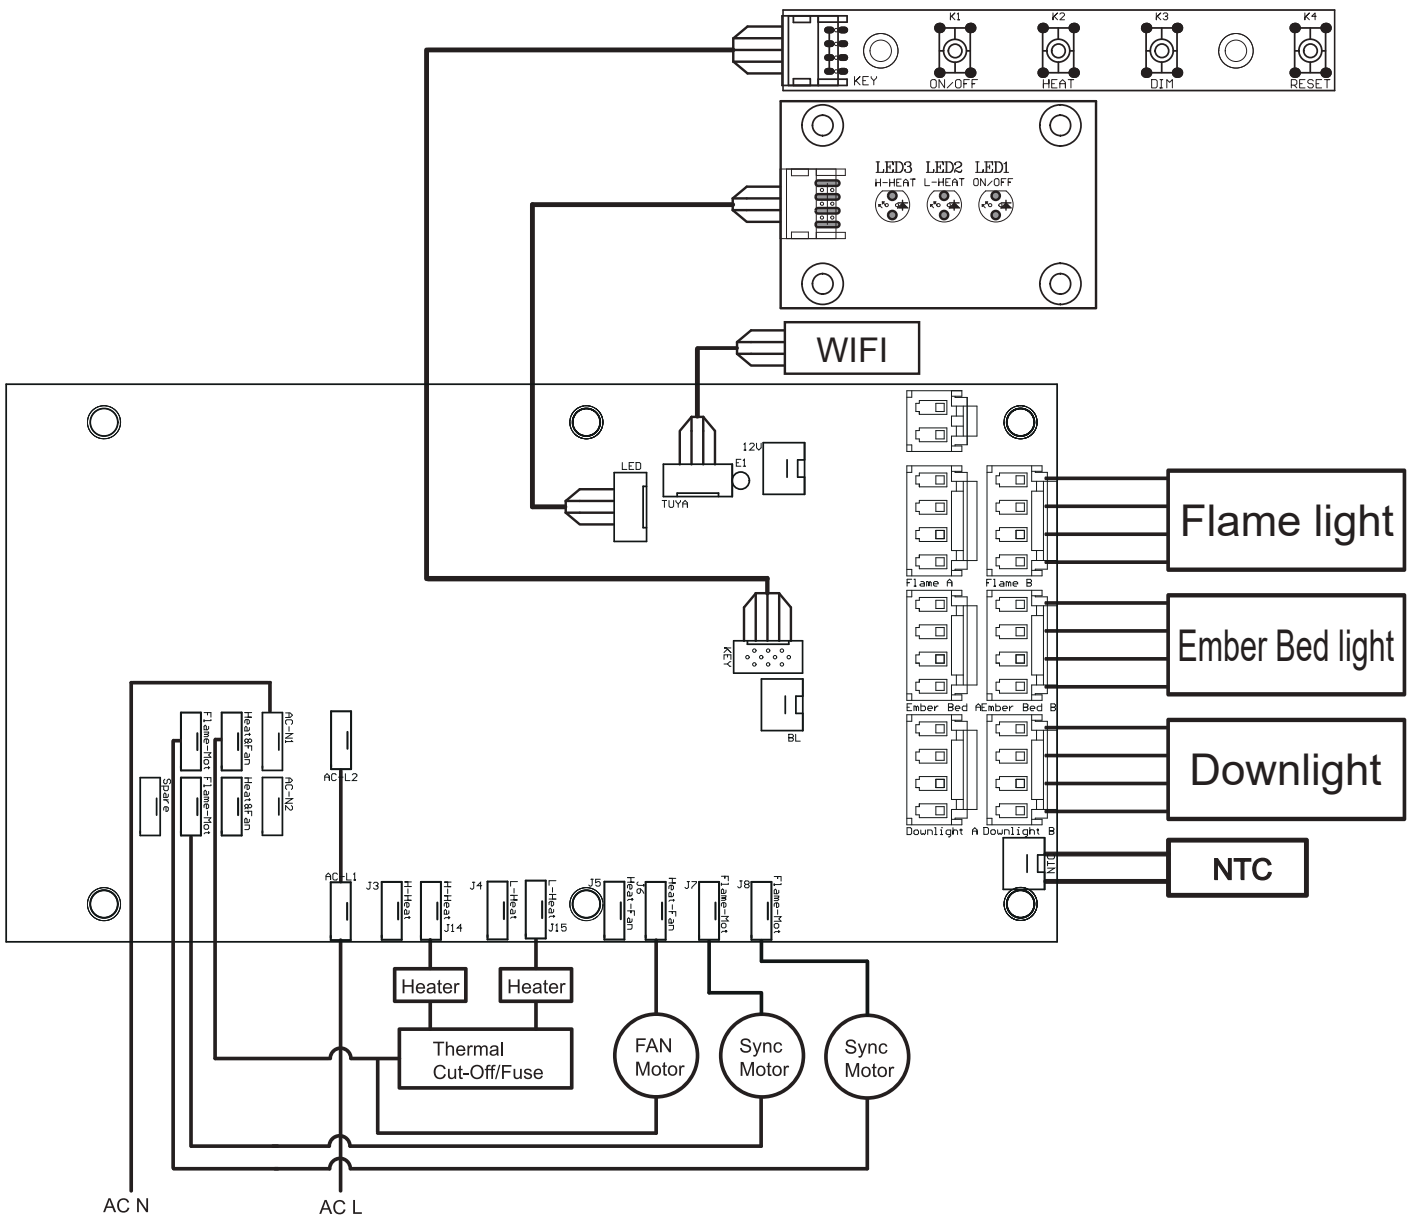 K1 K2 K3 K4
KEY ON/OFF HEAT DIM RESET
LED3 LED2 LED1
H-HEAT L-HEAT ON/OFF
WIFI
12V
LED E1
TUYA
Flame light
Flame A Flame B
KEY
Ember Bed light
Ember Bed A Ember Bed B
BL
Flame-Mot Heat&Fan AC-N1
AC-L2
Spare Flame-Mot Heat&Fan AC-N2
Downlight
Downlight A Downlight B
NTC
NTC
AC-L1 J3 H-Heat H-Heat J14 J4 L-Heat L-Heat J15 J5 Heat-Fan J6 Heat-Fan J7 Flame-Mot J8 Flame-Mot
Heater Heater
Thermal
Cut-Off/Fuse
FAN
Motor
Sync
Motor
Sync
Motor
AC N AC L